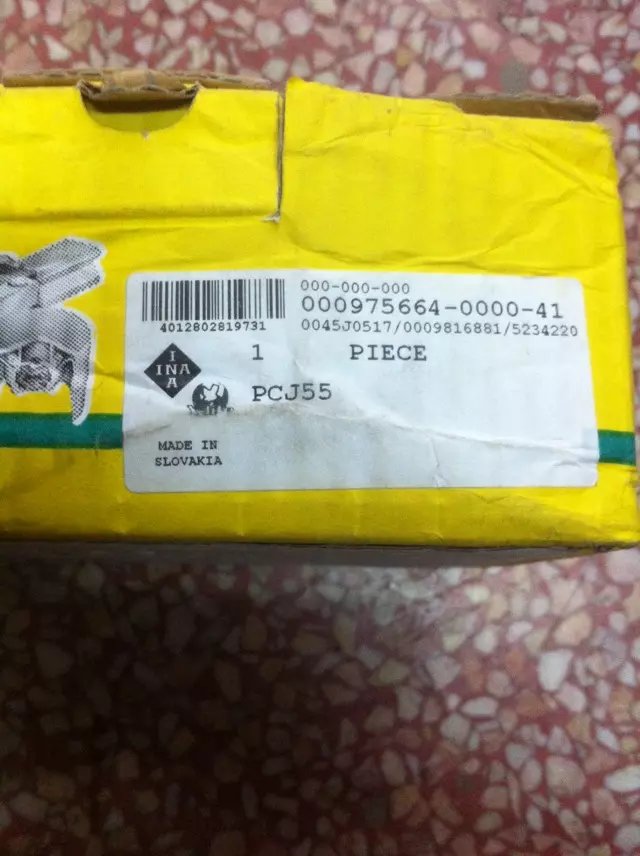 000-000-000
000975664-0000-41
4012802819731
0045J0517/0009816881/5234220
1 PIECE
I
INA
A
PCJ55
MADE IN
SLOVAKIA